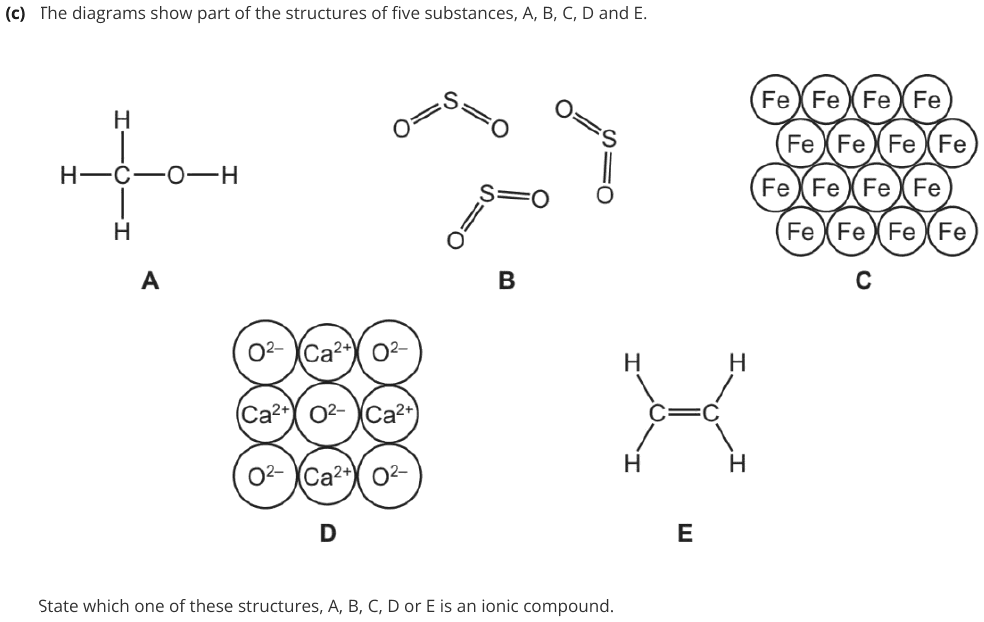 (c) The diagrams show part of the structures of five substances, A, B, C, D and E.
H
H—C—O—H
H
A
S
O O
O
S
O
S O
O
B
Fe Fe Fe Fe
Fe Fe Fe Fe
Fe Fe Fe Fe
Fe Fe Fe Fe
C
O²⁻ Ca²⁺ O²⁻
Ca²⁺ O²⁻ Ca²⁺
O²⁻ Ca²⁺ O²⁻
D
H H
C=C
H H
E
State which one of these structures, A, B, C, D or E is an ionic compound.